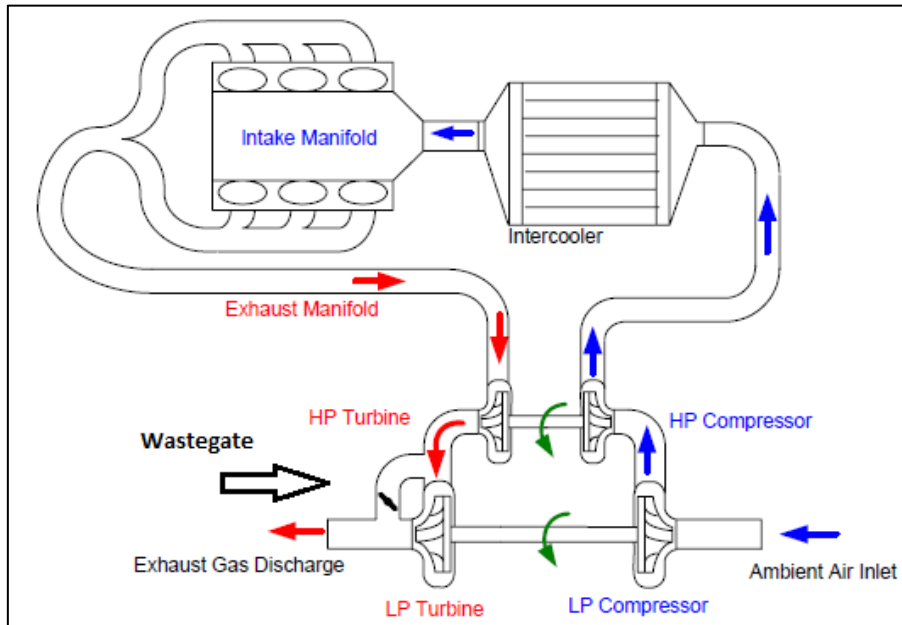 Intake Manifold
Intercooler
Exhaust Manifold
HP Turbine
HP Compressor
Wastegate
Exhaust Gas Discharge
Ambient Air Inlet
LP Turbine
LP Compressor